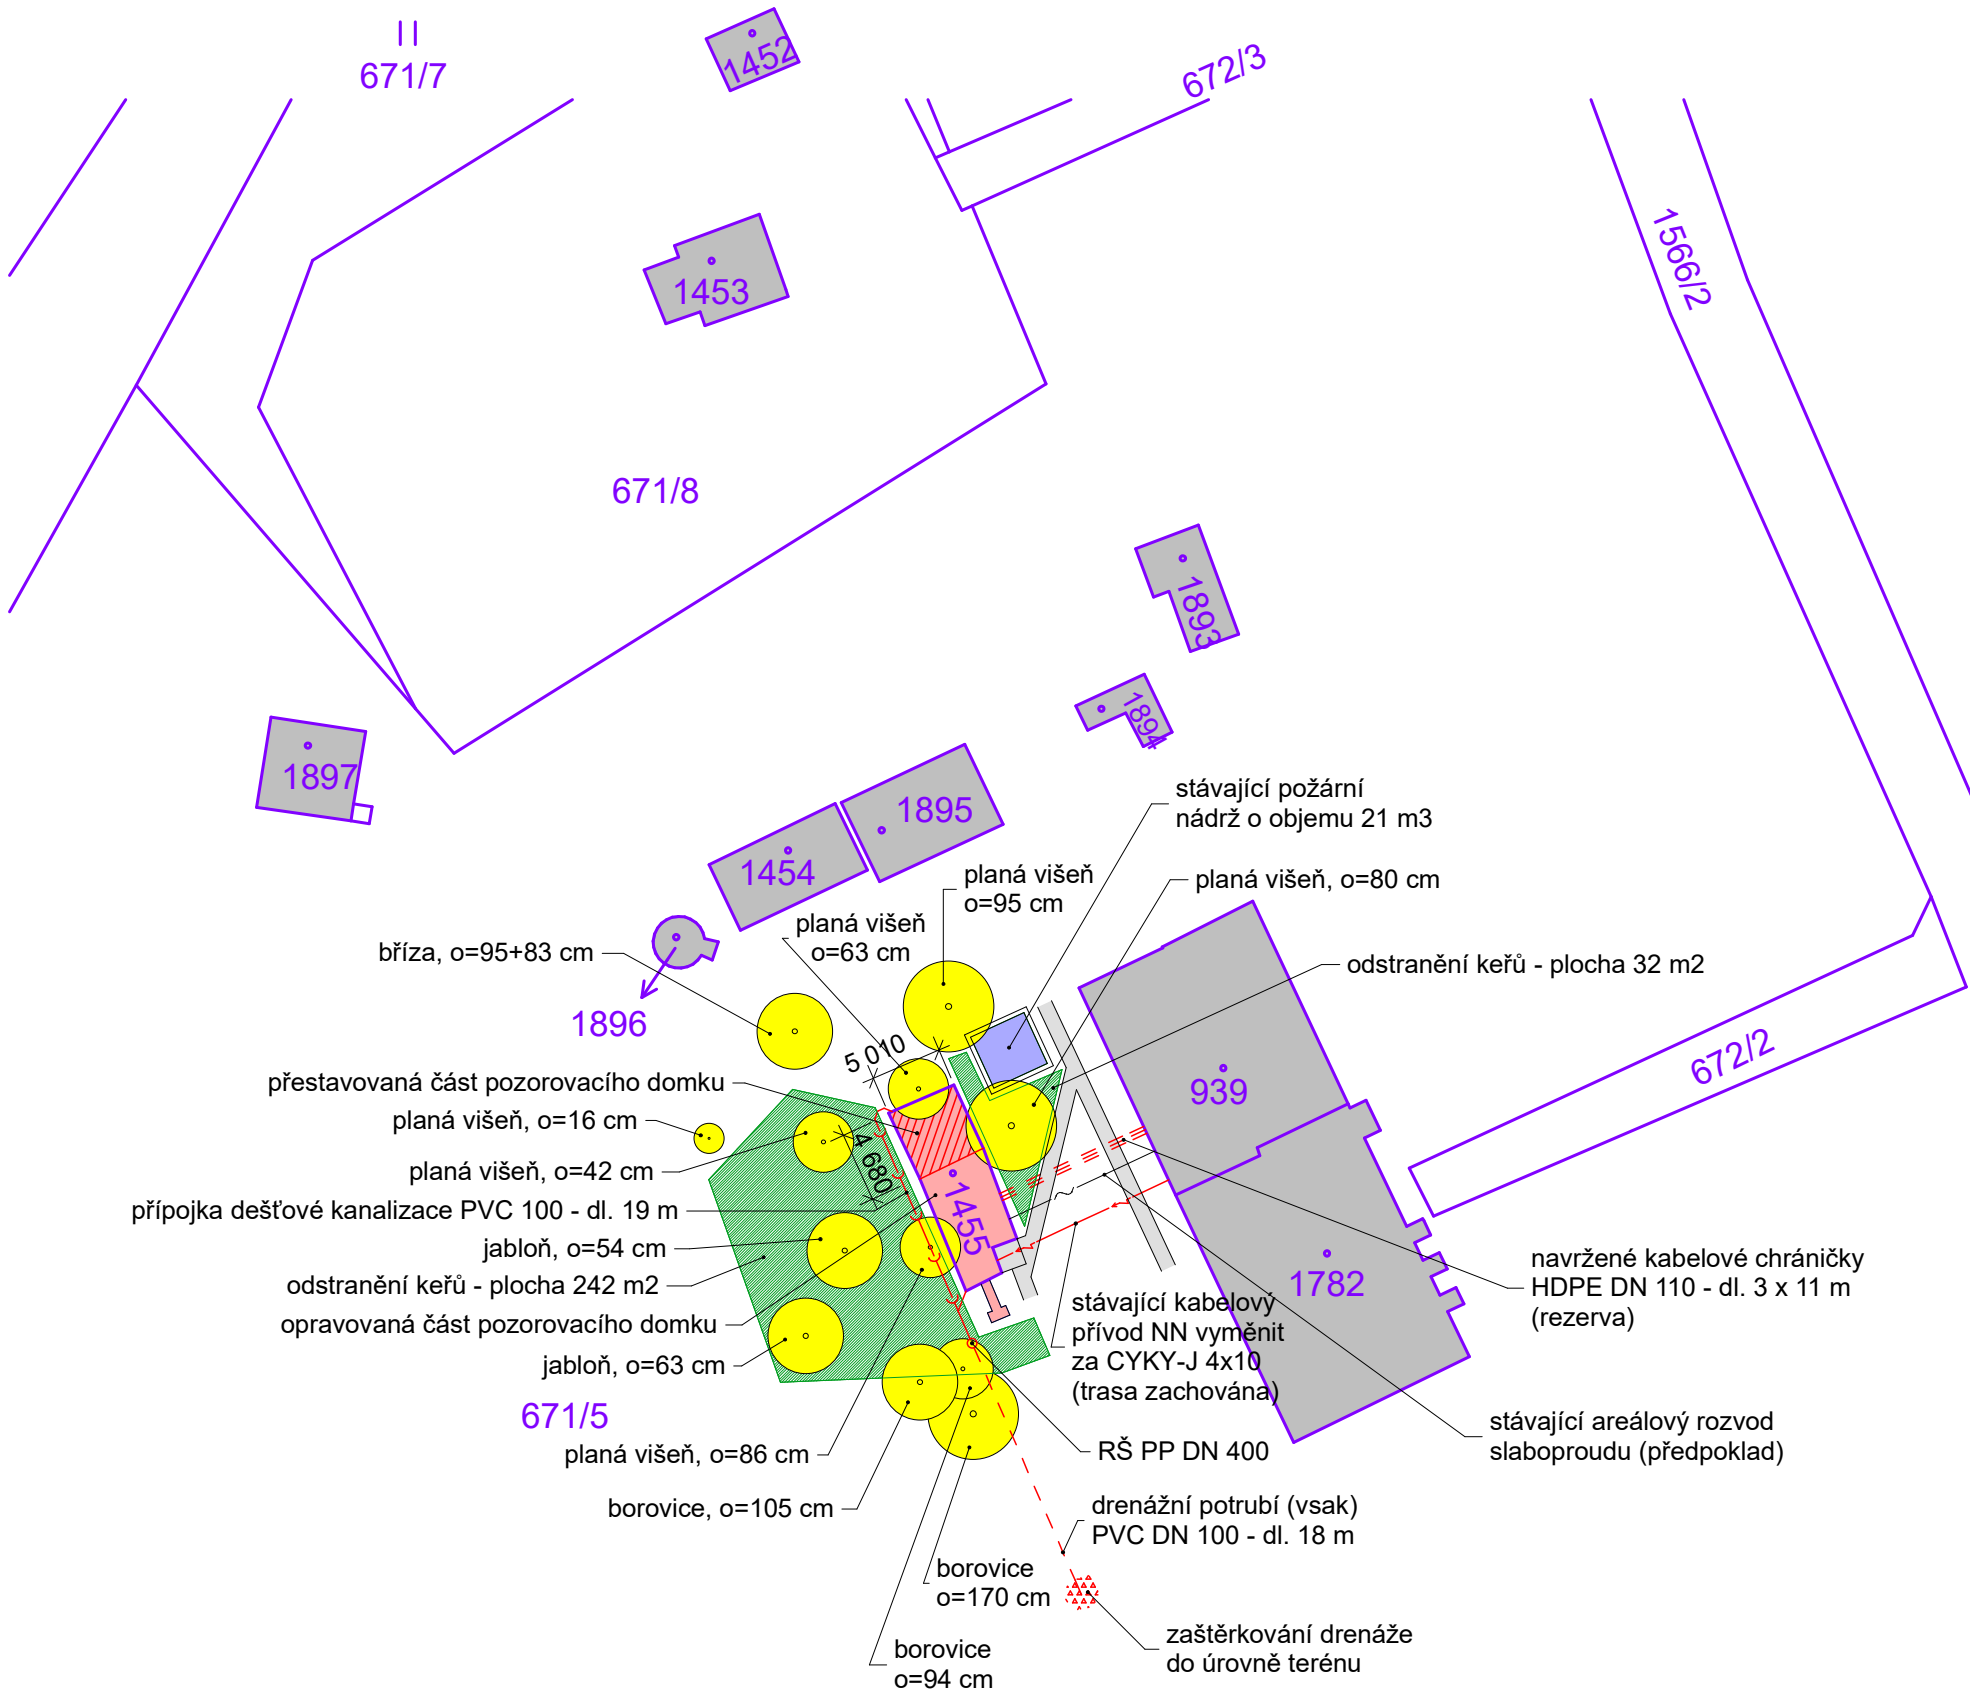 671/7
1452
672/3
1566/2
1453
671/8
1893
1894
1897
1895
1454
stávající požární
nádrž o objemu 21 m3
planá višeň
o=95 cm
planá višeň, o=80 cm
planá višeň
o=63 cm
bříza, o=95+83 cm
odstranění keřů - plocha 32 m2
1896
5 010
672/2
939
přestavovaná část pozorovacího domku
planá višeň, o=16 cm
planá višeň, o=42 cm
4 680
přípojka dešťové kanalizace PVC 100 - dl. 19 m
1455
jabloň, o=54 cm
odstranění keřů - plocha 242 m2
opravovaná část pozorovacího domku
jabloň, o=63 cm
1782
navržené kabelové chráničky
HDPE DN 110 - dl. 3 x 11 m
(rezerva)
stávající kabelový
přívod NN vyměnit
za CYKY-J 4x10
(trasa zachována)
671/5
planá višeň, o=86 cm
RŠ PP DN 400
stávající areálový rozvod
slaboproudu (předpoklad)
borovice, o=105 cm
drenážní potrubí (vsak)
PVC DN 100 - dl. 18 m
borovice
o=170 cm
borovice
o=94 cm
zaštěrkování drenáže
do úrovně terénu